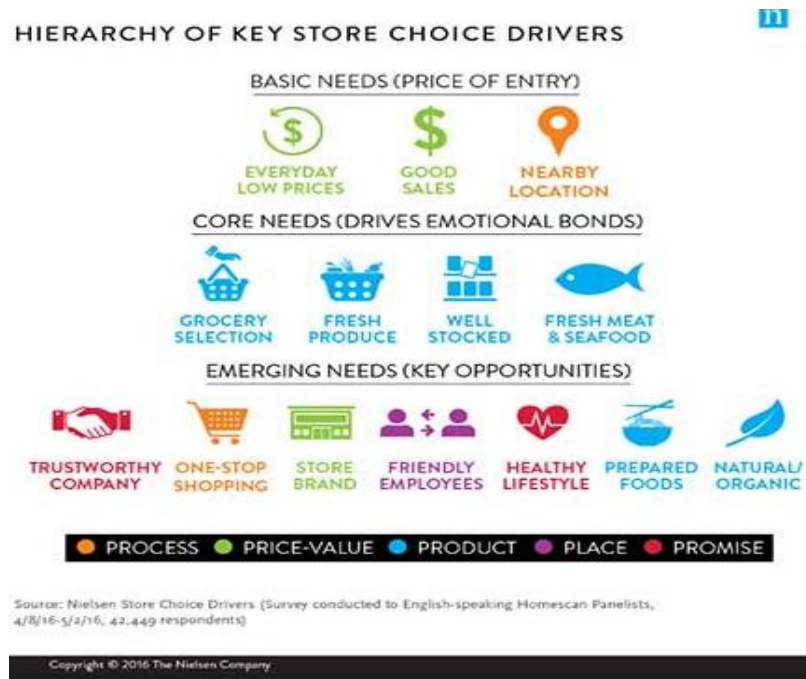 n
HIERARCHY OF KEY STORE CHOICE DRIVERS
BASIC NEEDS (PRICE OF ENTRY)
$ $
EVERYDAY GOOD NEARBY
LOW PRICES SALES LOCATION
CORE NEEDS (DRIVES EMOTIONAL BONDS)
GROCERY FRESH WELL FRESH MEAT
SELECTION PRODUCE STOCKED & SEAFOOD
EMERGING NEEDS (KEY OPPORTUNITIES)
TRUSTWORTHY ONE-STOP STORE FRIENDLY HEALTHY PREPARED NATURAL/
COMPANY SHOPPING BRAND EMPLOYEES LIFESTYLE FOODS ORGANIC
PROCESS PRICE-VALUE PRODUCT PLACE PROMISE
Source: Nielsen Store Choice Drivers (Survey conducted to English-speaking Homescan Panelists,
4/8/16-5/2/16, 42,449 respondents)
Copyright © 2016 The Nielsen Company